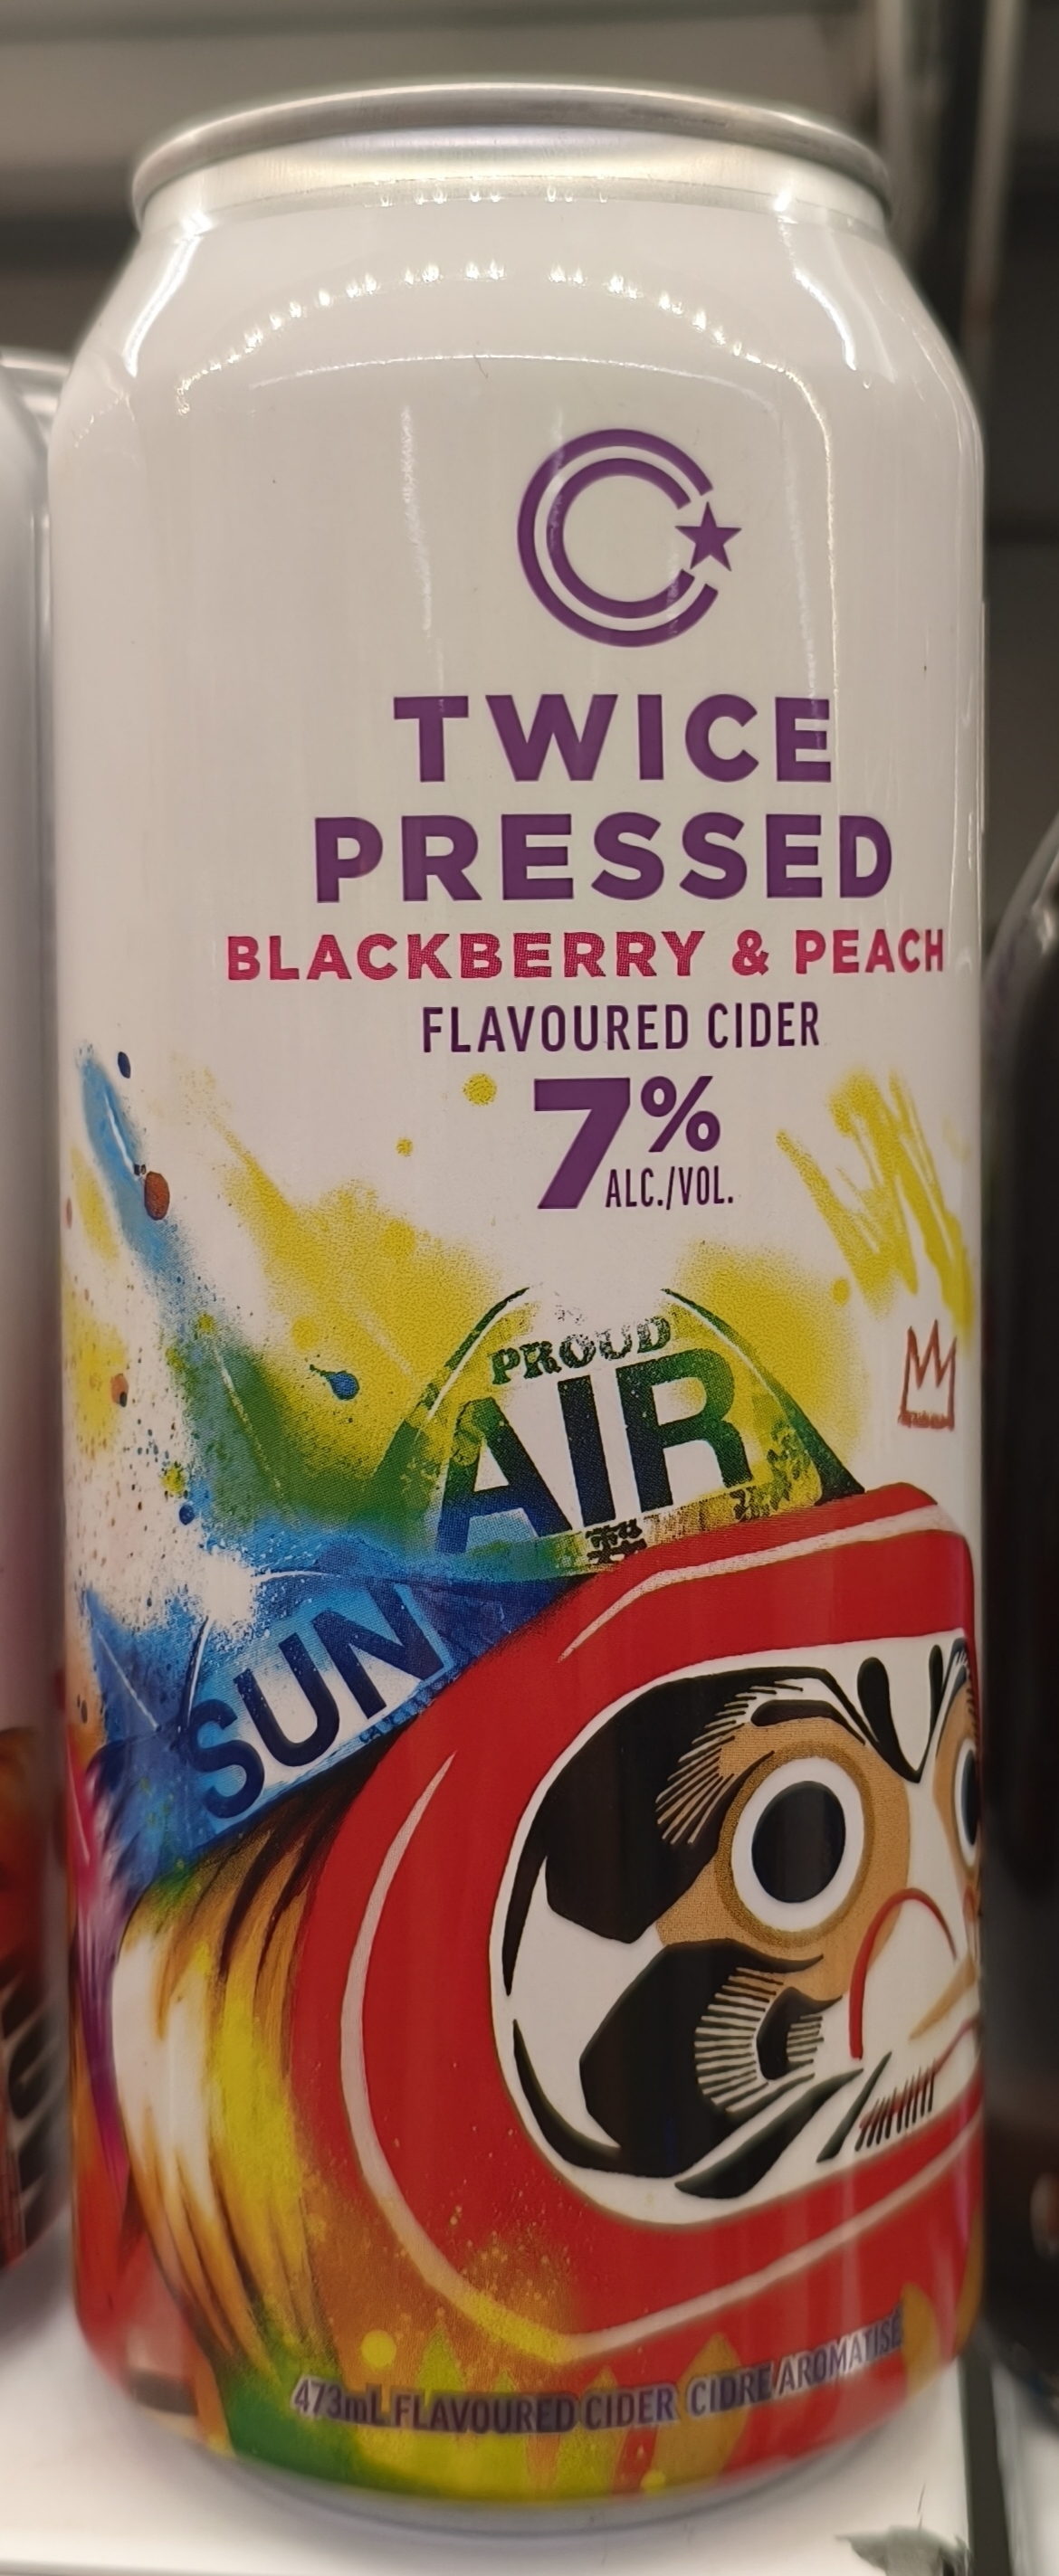 TWICE
PRESSED
BLACKBERRY & PEACH
FLAVOURED CIDER
7%
ALC./VOL.
PROUD
AIR
SUN
473mL FLAVOURED CIDER CIDRE AROMATISÉ